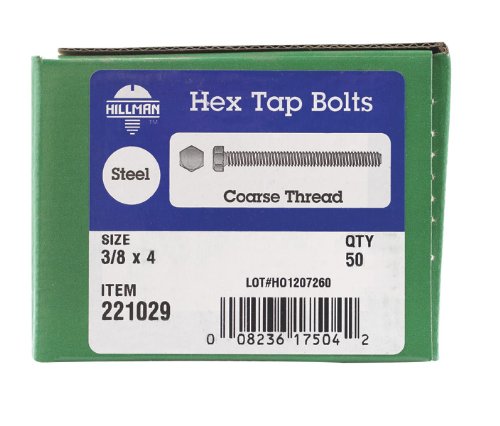 HILLMAN
TM
Hex Tap Bolts
Steel
Coarse Thread
SIZE
3/8 x 4
QTY
50
ITEM
221029
LOT#HO1207260
0 08236 17504 2